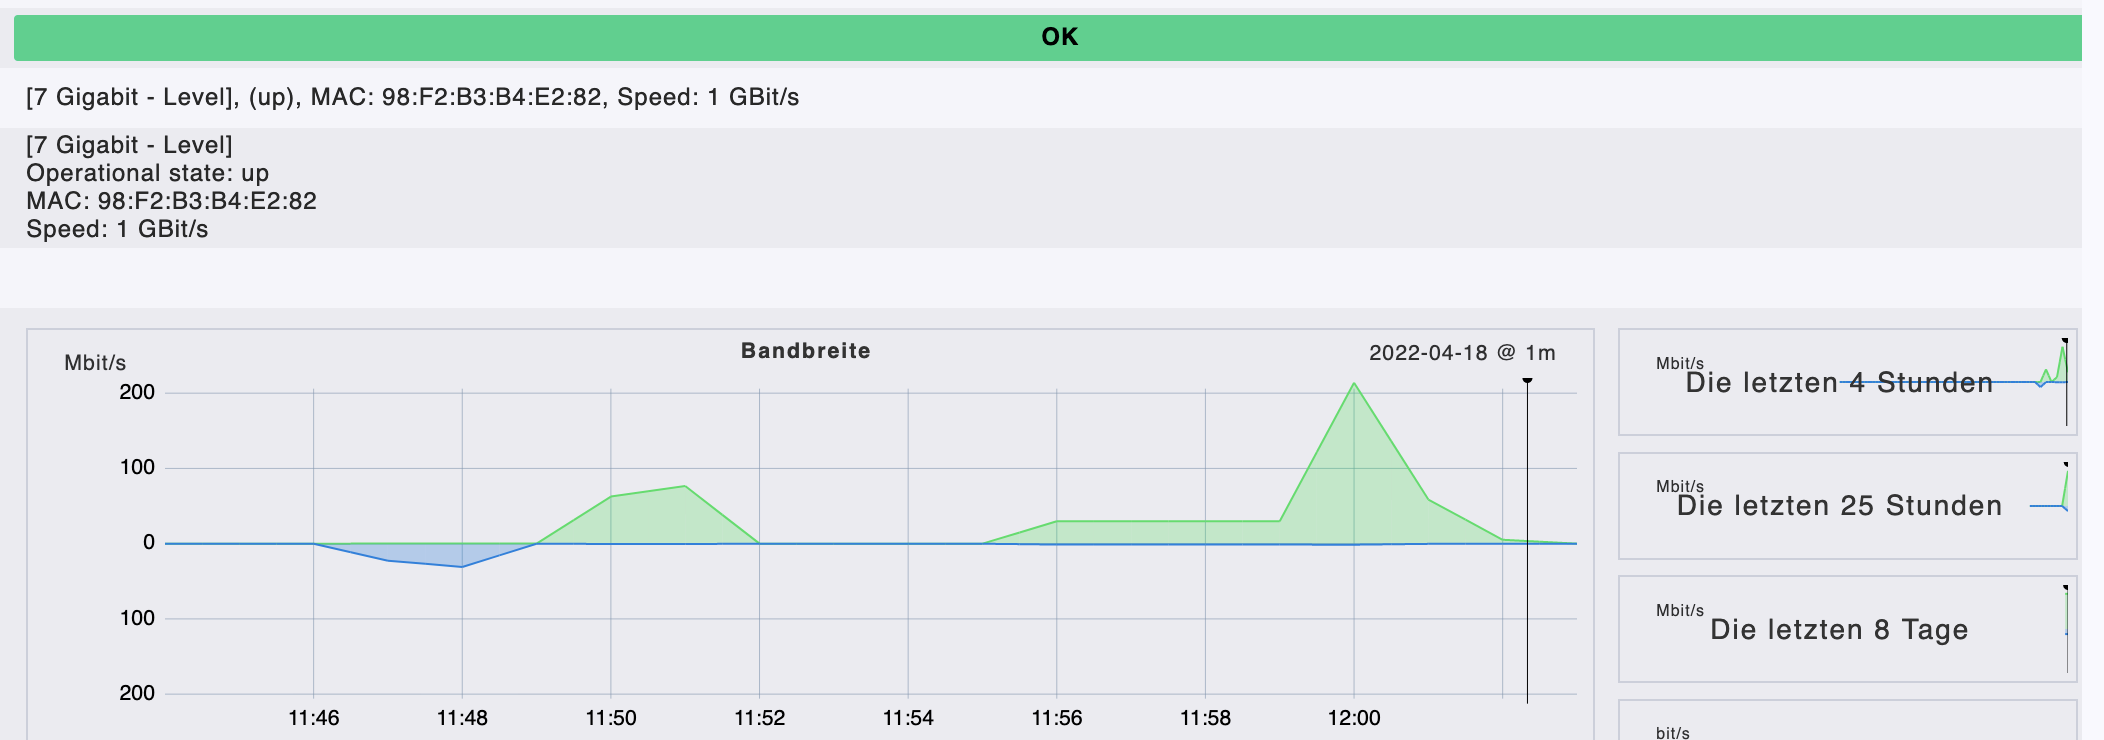 OK
[7 Gigabit - Level], (up), MAC: 98:F2:B3:B4:E2:82, Speed: 1 GBit/s
[7 Gigabit - Level]
Operational state: up
MAC: 98:F2:B3:B4:E2:82
Speed: 1 GBit/s
Bandbreite
2022-04-18 @ 1m
Mbit/s
200
100
0
100
200
11:46 11:48 11:50 11:52 11:54 11:56 11:58 12:00
Mbit/s
Die letzten 4 Stunden
Mbit/s
Die letzten 25 Stunden
Mbit/s
Die letzten 8 Tage
bit/s